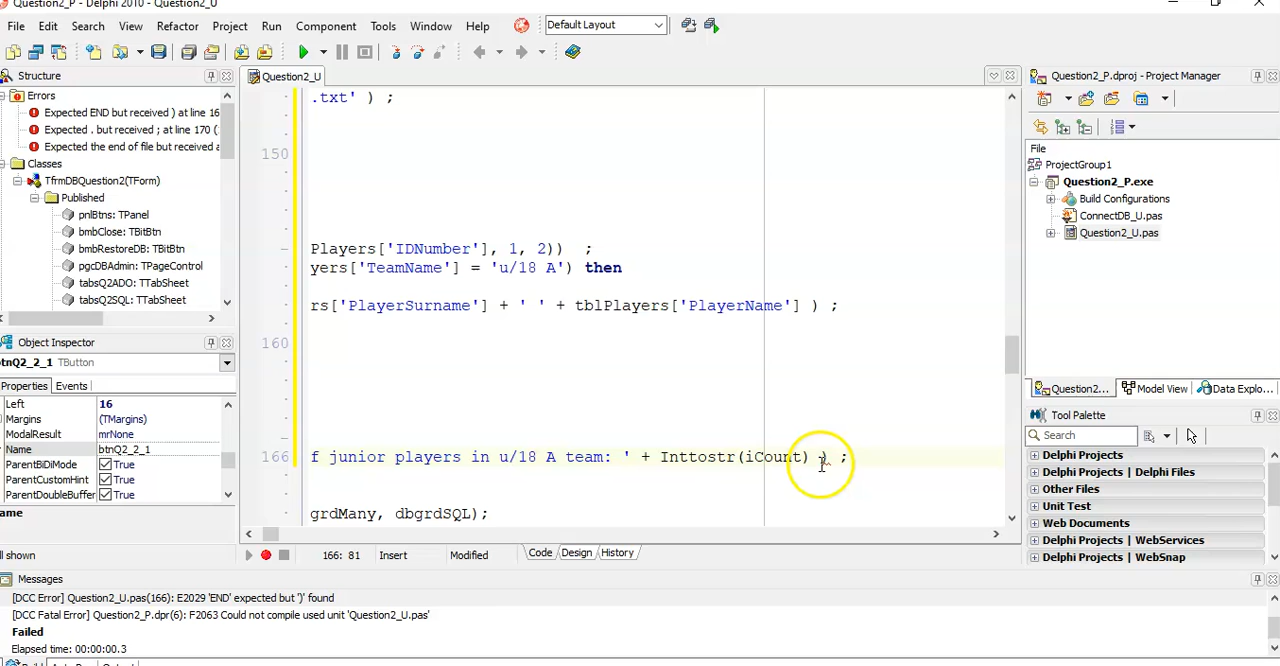 Question2_P - Delphi 2010 - Question2_U
File Edit Search View Refactor Project Run Component Tools Window Help Default Layout
Structure
Errors
Expected END but received ) at line 16
Expected . but received ; at line 170 (
Expected the end of file but received a
Classes
TfrmDBQuestion2(TForm)
Published
pnlBtns: TPanel
bmbClose: TBitBtn
bmbRestoreDB: TBitBtn
pgcDBAdmin: TPageControl
tabsQ2ADO: TTabSheet
tabsQ2SQL: TTabSheet
Object Inspector
btnQ2_2_1 TButton
Properties Events
Left 16
Margins (TMargins)
ModalResult mrNone
Name btnQ2_2_1
ParentBiDiMode True
ParentCustomHint True
ParentDoubleBuffer True
ame
ll shown
Question2_U
.txt' ) ;
150
Players['IDNumber'], 1, 2)) ;
yers['TeamName'] = 'u/18 A') then
rs['PlayerSurname'] + ' ' + tblPlayers['PlayerName'] ) ;
160
166 f junior players in u/18 A team: ' + Inttostr(iCount) ) ;
grdMany, dbgrdSQL);
166: 81 Insert Modified Code Design History
Question2_P.dproj - Project Manager
File
ProjectGroup1
Question2_P.exe
Build Configurations
ConnectDB_U.pas
Question2_U.pas
Question2... Model View Data Explo...
Tool Palette
Search
Delphi Projects
Delphi Projects | Delphi Files
Other Files
Unit Test
Web Documents
Delphi Projects | WebServices
Delphi Projects | WebSnap
Messages
[DCC Error] Question2_U.pas(166): E2029 'END' expected but ')' found
[DCC Fatal Error] Question2_P.dpr(6): F2063 Could not compile used unit 'Question2_U.pas'
Failed
Elapsed time: 00:00:00.3